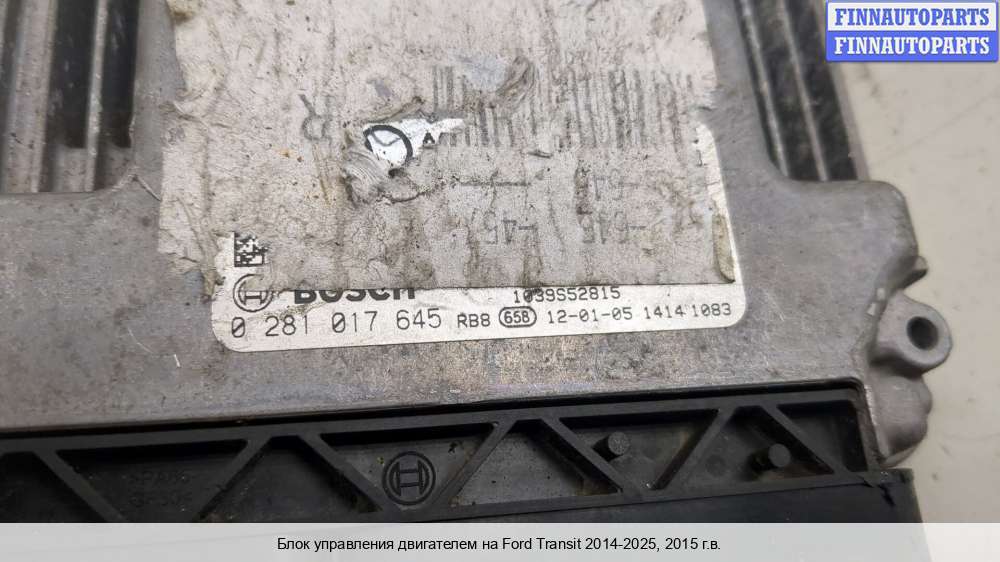 FINNAUTOPARTS
FINNAUTOPARTS
R
BOSCH
1039S52815
0 281 017 645 RB8 65B 12-01-05 1414 1083
Блок управления двигателем на Ford Transit 2014-2025, 2015 г.в.